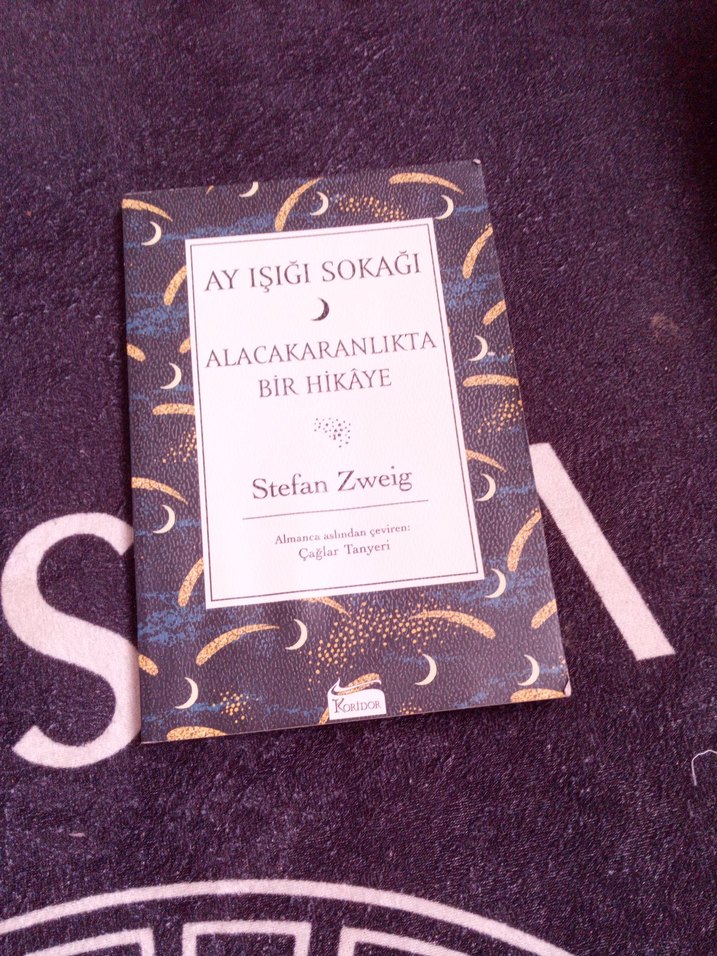 AY IŞIĞI SOKAĞI
ALACAKARANLIKTA
BİR HİKÂYE
Stefan Zweig
Almanca aslından çeviren:
Çağlar Tanyeri
KORİDOR
S